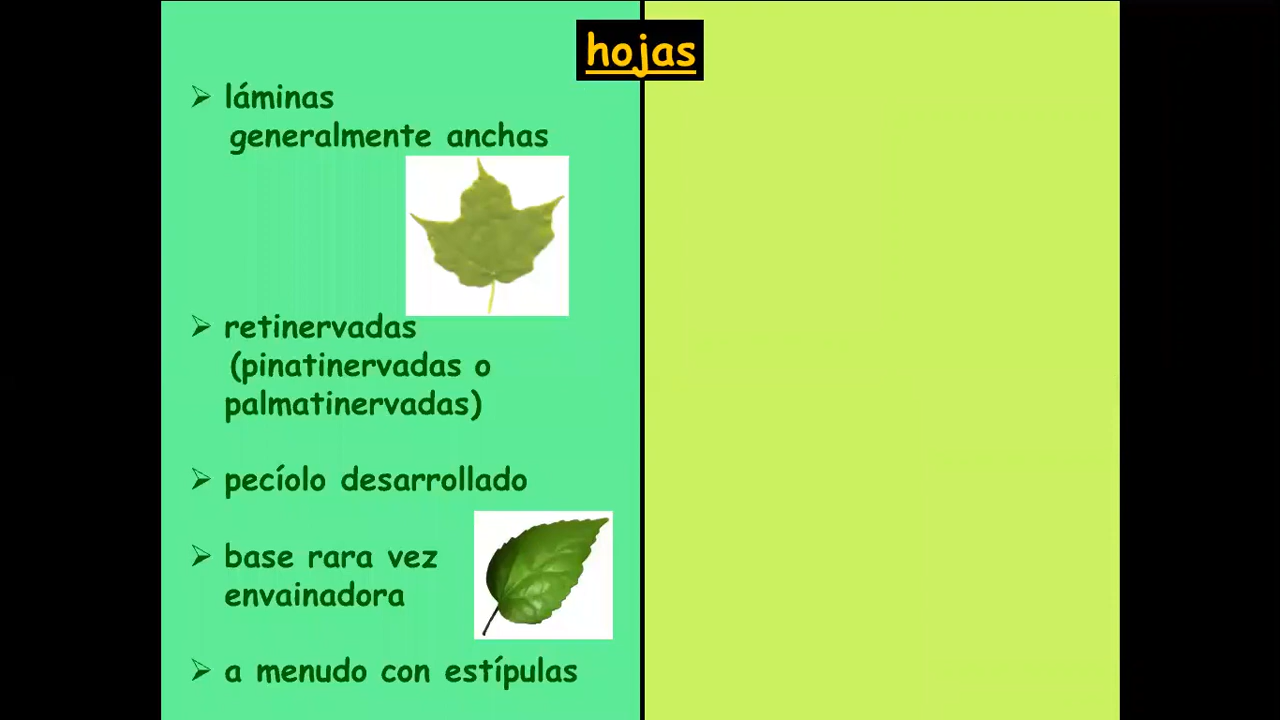 hojas
➢ láminas
generalmente anchas
➢ retinervadas
(pinatinervadas o
palmatinervadas)
➢ pecíolo desarrollado
➢ base rara vez
envainadora
➢ a menudo con estípulas